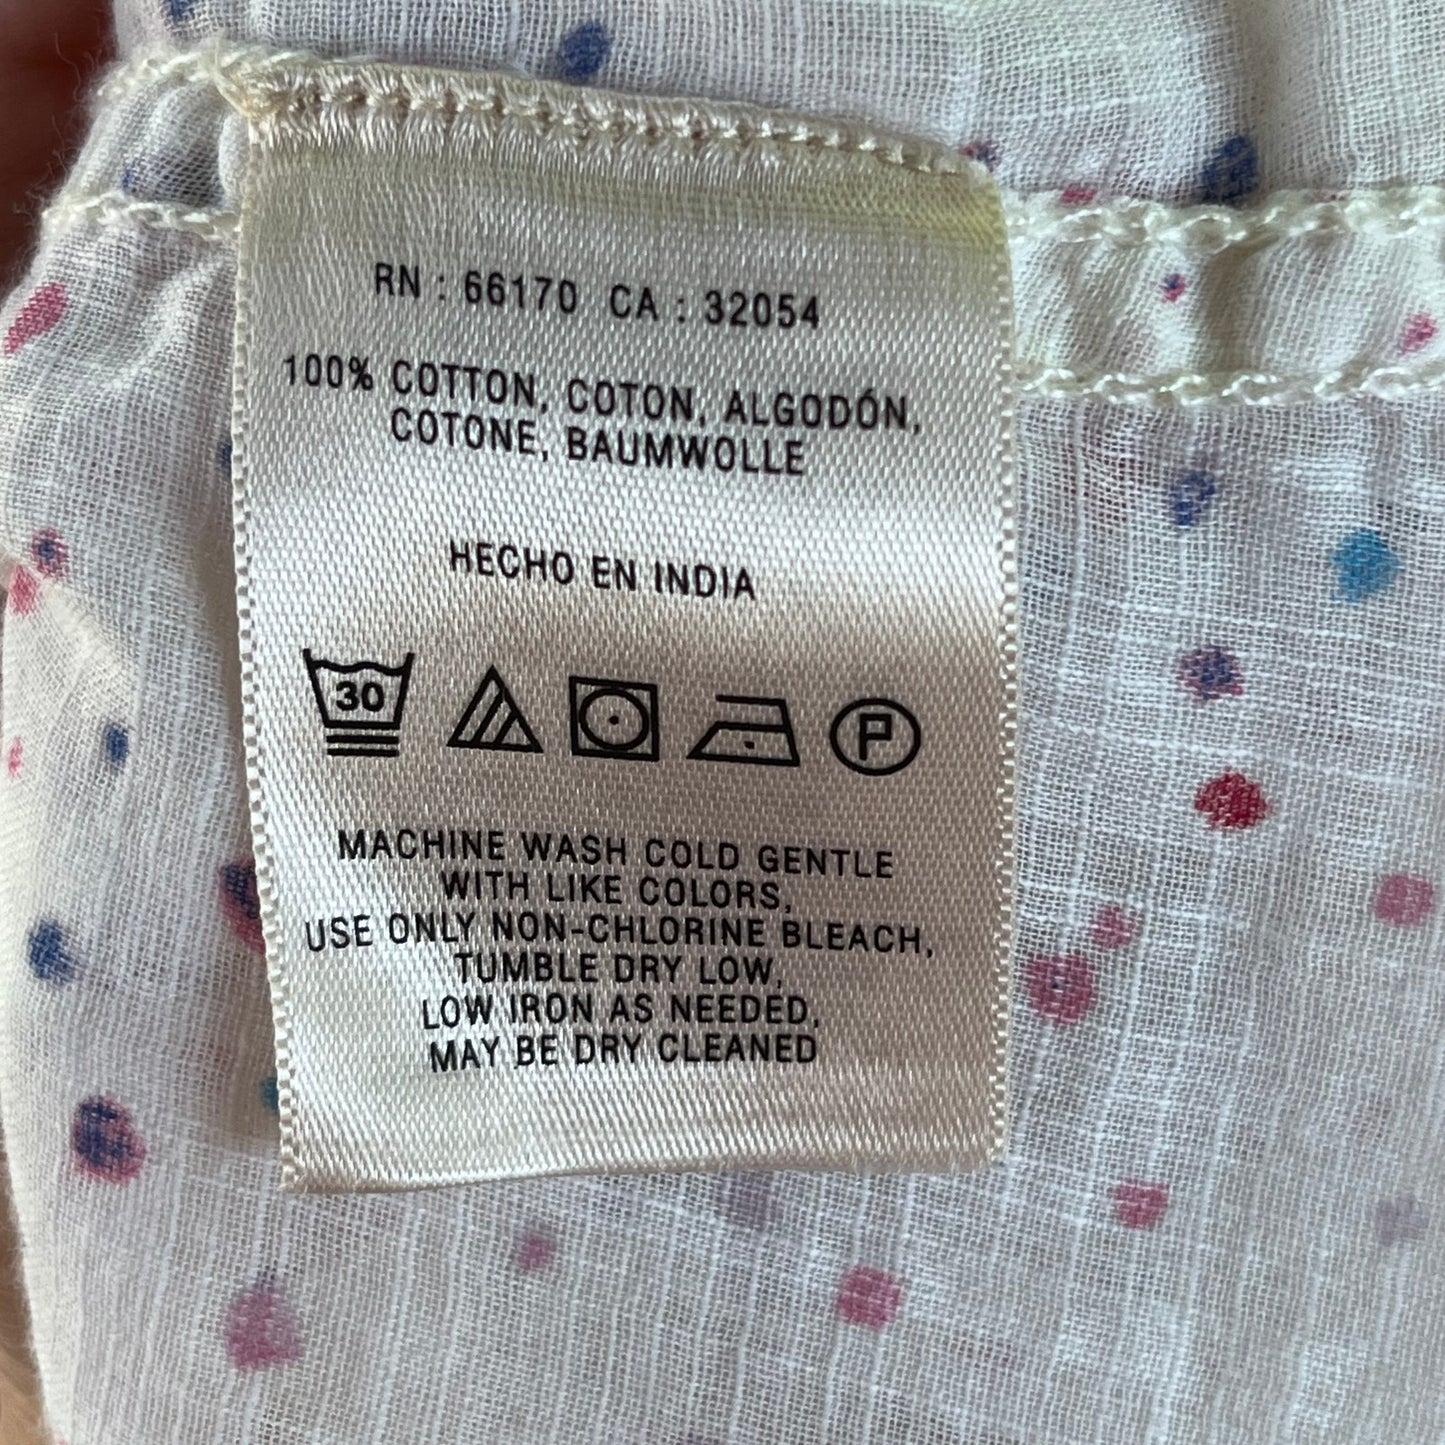 RN : 66170 CA : 32054
100% COTTON, COTON, ALGODÓN,
COTONE, BAUMWOLLE
HECHO EN INDIA
30 P
MACHINE WASH COLD GENTLE
WITH LIKE COLORS,
USE ONLY NON-CHLORINE BLEACH,
TUMBLE DRY LOW,
LOW IRON AS NEEDED,
MAY BE DRY CLEANED